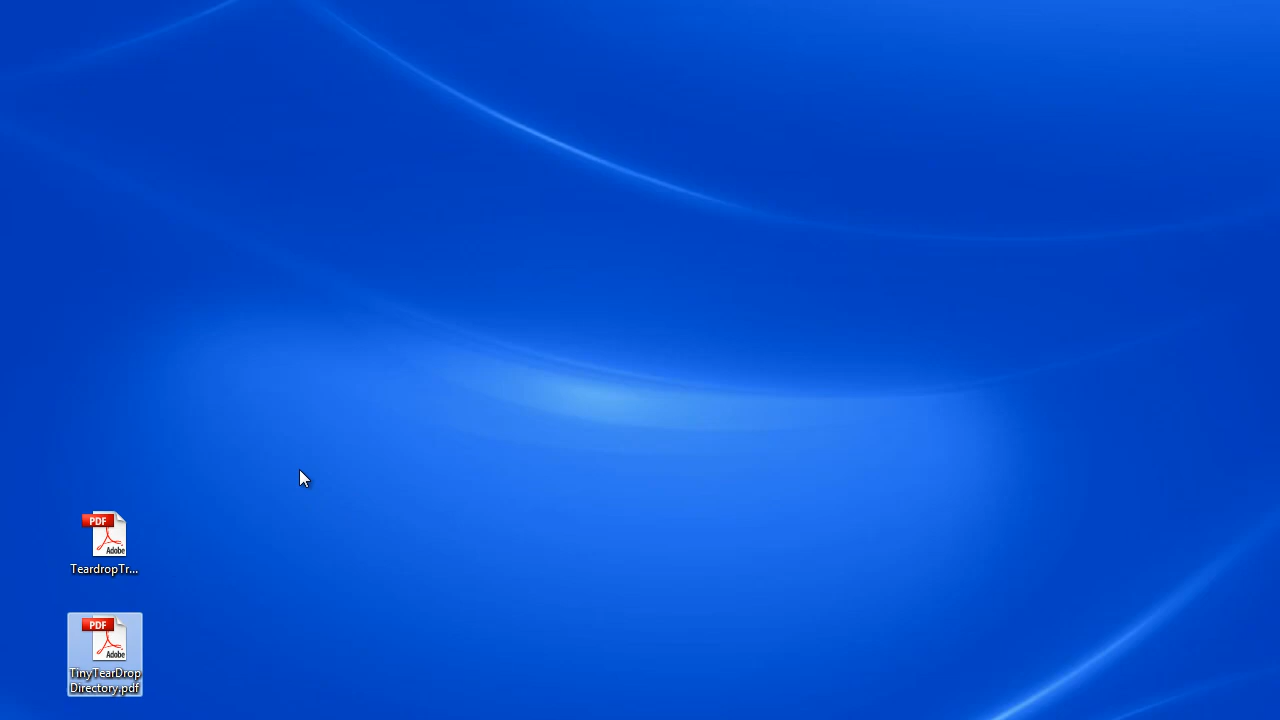 PDF
Adobe
TeardropTr...
PDF
Adobe
TinyTearDrop
Directory.pdf